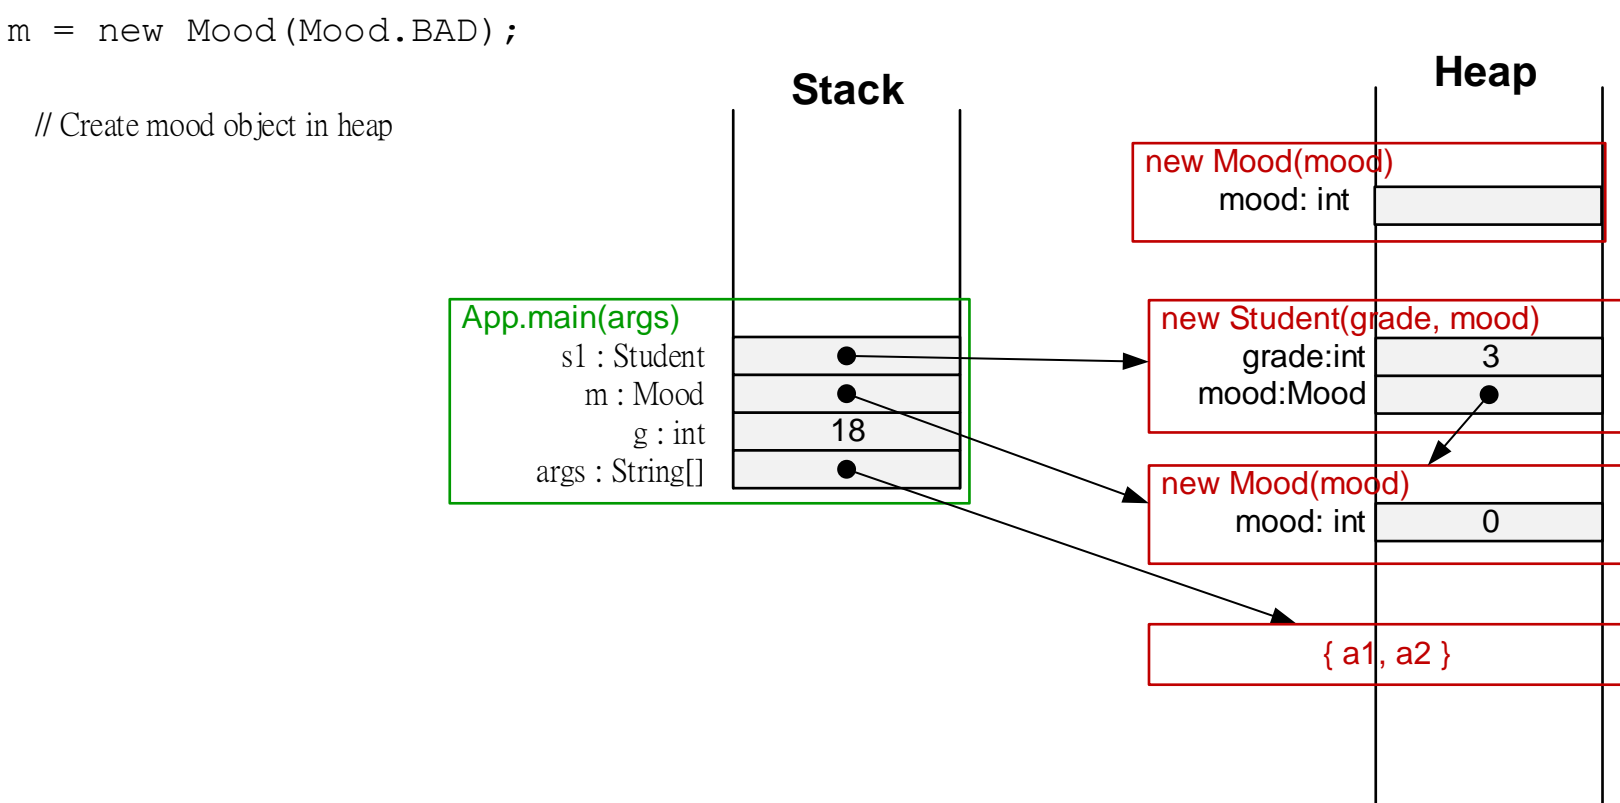 m = new Mood(Mood.BAD);
// Create mood object in heap
Stack
Heap
new Mood(mood)
mood: int
App.main(args)
s1 : Student
m : Mood
g : int
18
args : String[]
new Student(grade, mood)
grade:int
3
mood:Mood
new Mood(mood)
mood: int
0
{ a1, a2 }